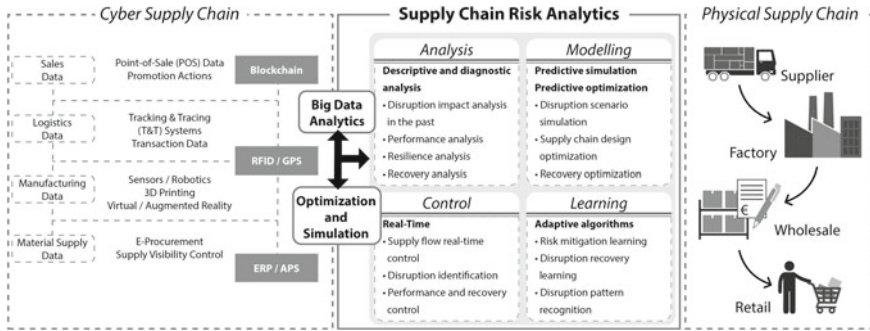 Cyber Supply Chain
Sales
Data
Point-of-Sale (POS) Data
Promotion Actions
Blockchain
Logistics
Data
Tracking & Tracing
(T&T) Systems
Transaction Data
RFID / GPS
Manufacturing
Data
Sensors / Robotics
3D Printing
Virtual / Augmented Reality
Material Supply
Data
E-Procurement
Supply Visibility Control
ERP / APS
Big Data
Analytics
Optimization
and
Simulation
Supply Chain Risk Analytics
Analysis
Descriptive and diagnostic
analysis
• Disruption impact analysis
in the past
• Performance analysis
• Resilience analysis
• Recovery analysis
Modelling
Predictive simulation
Predictive optimization
• Disruption scenario
simulation
• Supply chain design
optimization
• Recovery optimization
Control
Real-Time
• Supply flow real-time
control
• Disruption identification
• Performance and recovery
control
Learning
Adaptive algorithms
• Risk mitigation learning
• Disruption recovery
learning
• Disruption pattern
recognition
Physical Supply Chain
Supplier
Factory
€
Wholesale
Retail